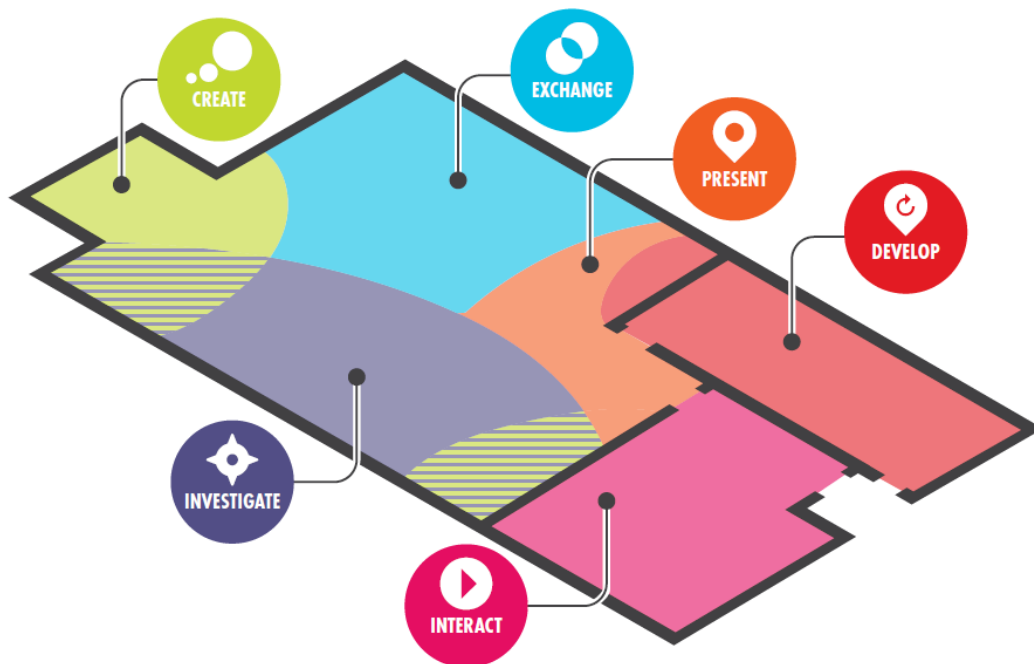 CREATE
EXCHANGE
PRESENT
DEVELOP
INVESTIGATE
INTERACT